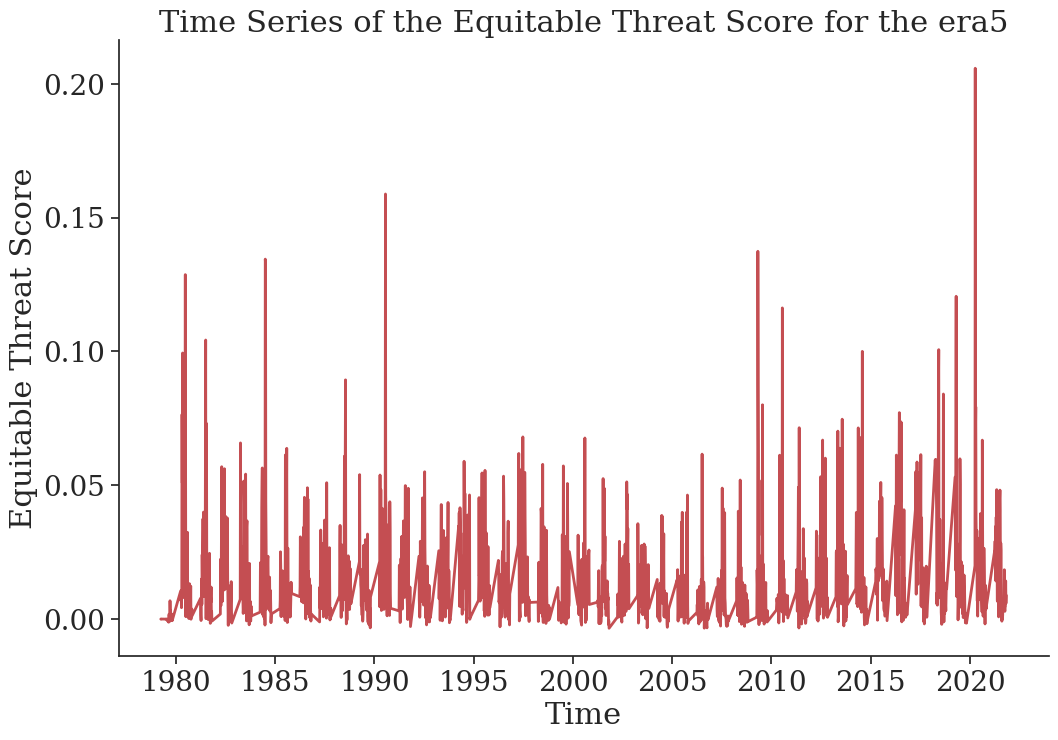 Time Series of the Equitable Threat Score for the era5
Equitable Threat Score
0.20
0.15
0.10
0.05
0.00
1980 1985 1990 1995 2000 2005 2010 2015 2020
Time